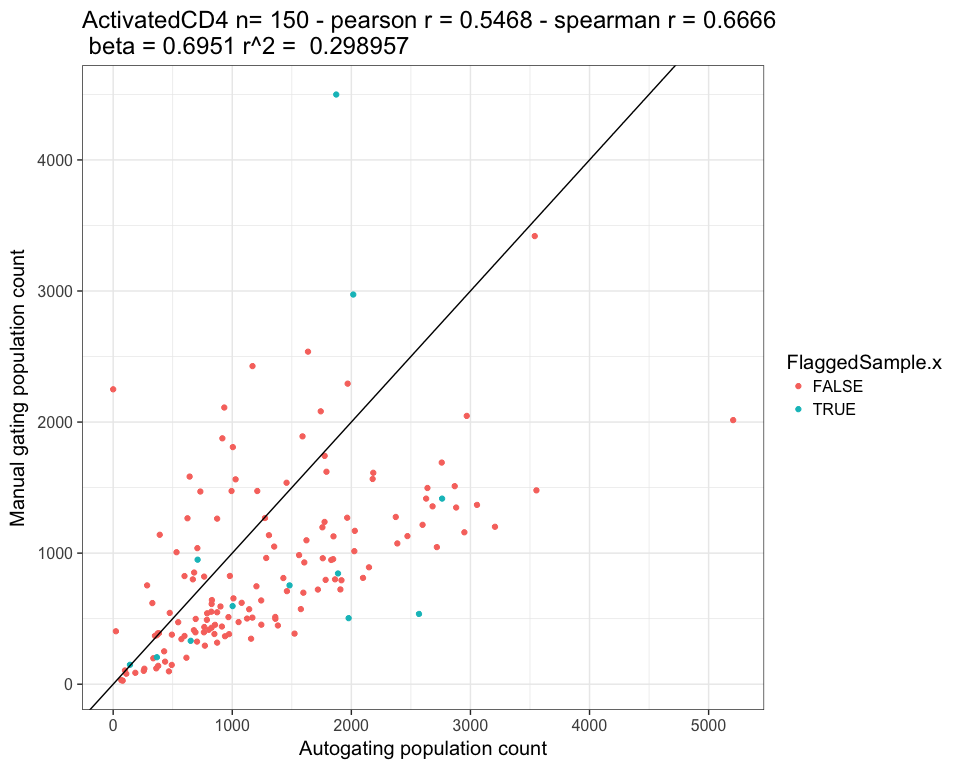 ActivatedCD4 n= 150 - pearson r = 0.5468 - spearman r = 0.6666
beta = 0.6951 r^2 =  0.298957
Manual gating population count
4000
3000
2000
1000
0
0 1000 2000 3000 4000 5000
Autogating population count
FlaggedSample.x
FALSE
TRUE